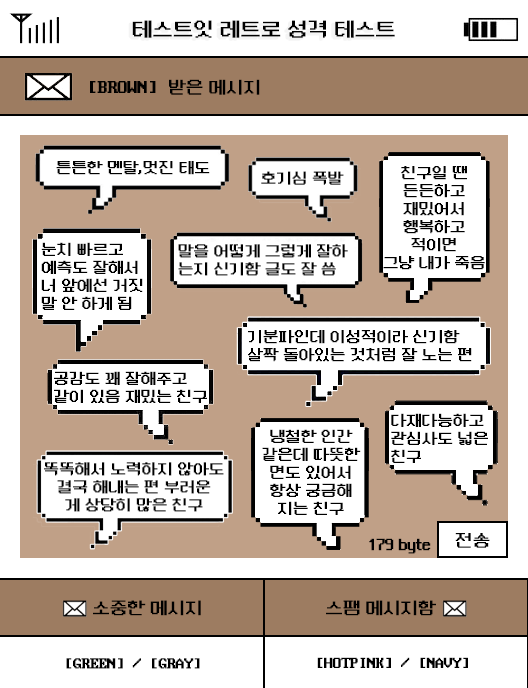 테스트잇 레트로 성격 테스트
[BROWN] 받은 메시지
튼튼한 멘탈,멋진 태도
호기심 폭발
친구일 땐
든든하고
재밌어서
행복하고
적이면
그냥 내가 죽음
눈치 빠르고
예측도 잘해서
너 앞에선 거짓
말 안 하게 됨
말을 어떻게 그렇게 잘하
는지 신기함 글도 잘 씀
기분파인데 이성적이라 신기함
살짝 돌아있는 것처럼 잘 노는 편
공감도 꽤 잘해주고
같이 있음 재밌는 친구
다재다능하고
관심사도 넓은
친구
냉철한 인간
같은데 따뜻한
면도 있어서
항상 궁금해
지는 친구
똑똑해서 노력하지 않아도
결국 해내는 편 부러운
게 상당히 많은 친구
179 byte
전송
소중한 메시지
스팸 메시지함
[GREEN] / [GRAY]
[HOTPINK] / [NAVY]